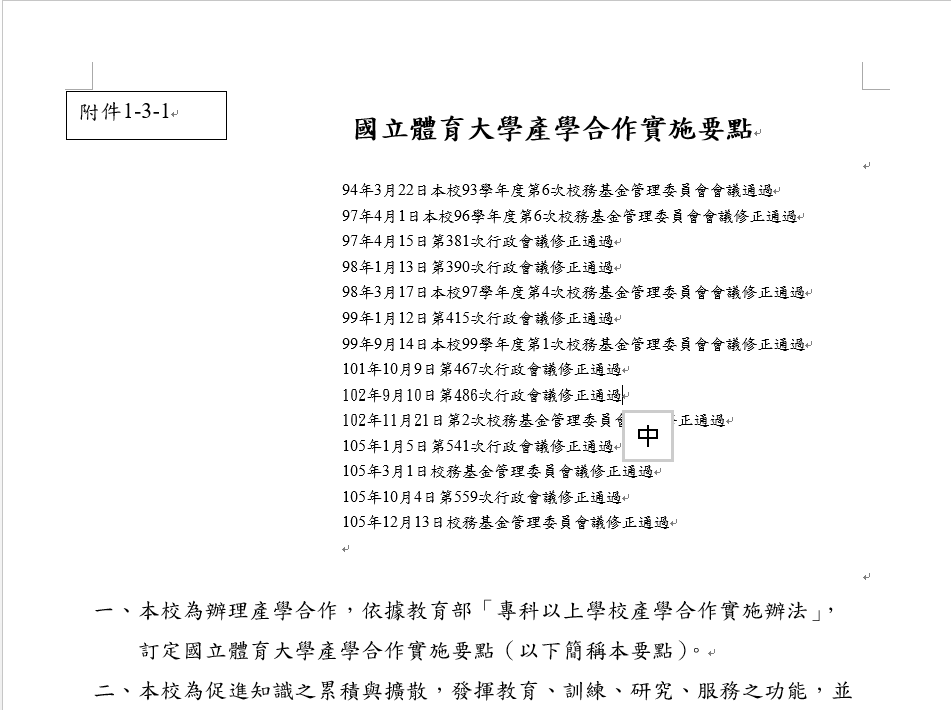 附件1-3-1
國立體育大學產學合作實施要點
94年3月22日本校93學年度第6次校務基金管理委員會會議通過
97年4月1日本校96學年度第6次校務基金管理委員會會議修正通過
97年4月15日第381次行政會議修正通過
98年1月13日第390次行政會議修正通過
98年3月17日本校97學年度第4次校務基金管理委員會會議修正通過
99年1月12日第415次行政會議修正通過
99年9月14日本校99學年度第1次校務基金管理委員會會議修正通過
101年10月9日第467次行政會議修正通過
102年9月10日第486次行政會議修正通過
102年11月21日第2次校務基金管理委員 正通過
中
105年1月5日第541次行政會議修正通過
105年3月1日校務基金管理委員會議修正通過
105年10月4日第559次行政會議修正通過
105年12月13日校務基金管理委員會議修正通過
一、本校為辦理產學合作，依據教育部「專科以上學校產學合作實施辦法」，
訂定國立體育大學產學合作實施要點（以下簡稱本要點）。
二、本校為促進知識之累積與擴散，發揮教育、訓練、研究、服務之功能，並